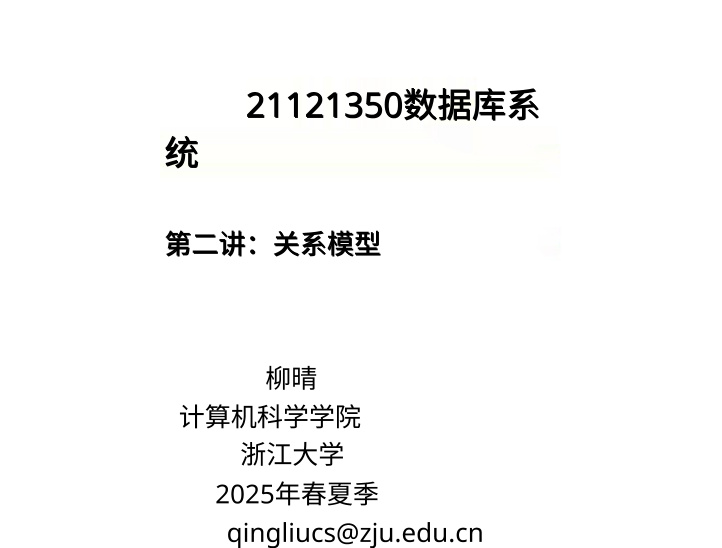 21121350数据库系
统
第二讲：关系模型
柳晴
计算机科学学院
浙江大学
2025年春夏季
qingliucs@zju.edu.cn